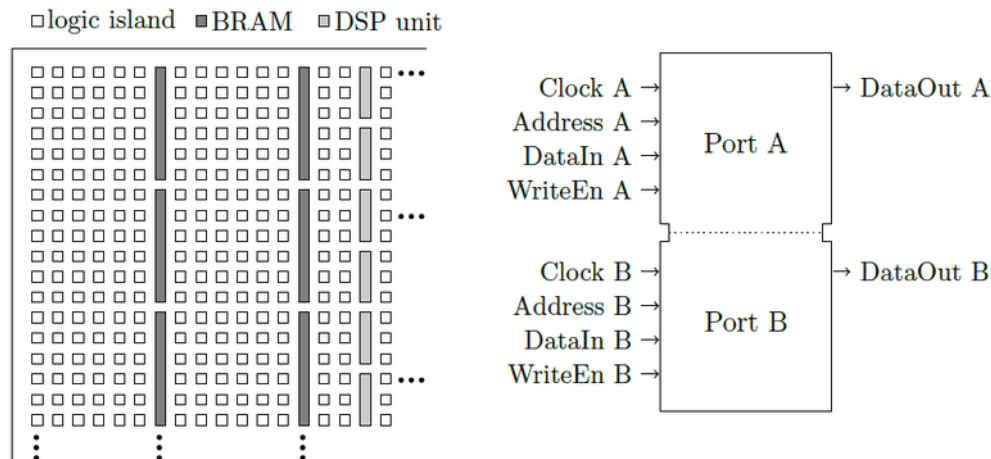 logic island BRAM DSP unit
Clock A
Address A
DataIn A
WriteEn A
Port A
DataOut A
Clock B
Address B
DataIn B
WriteEn B
Port B
DataOut B